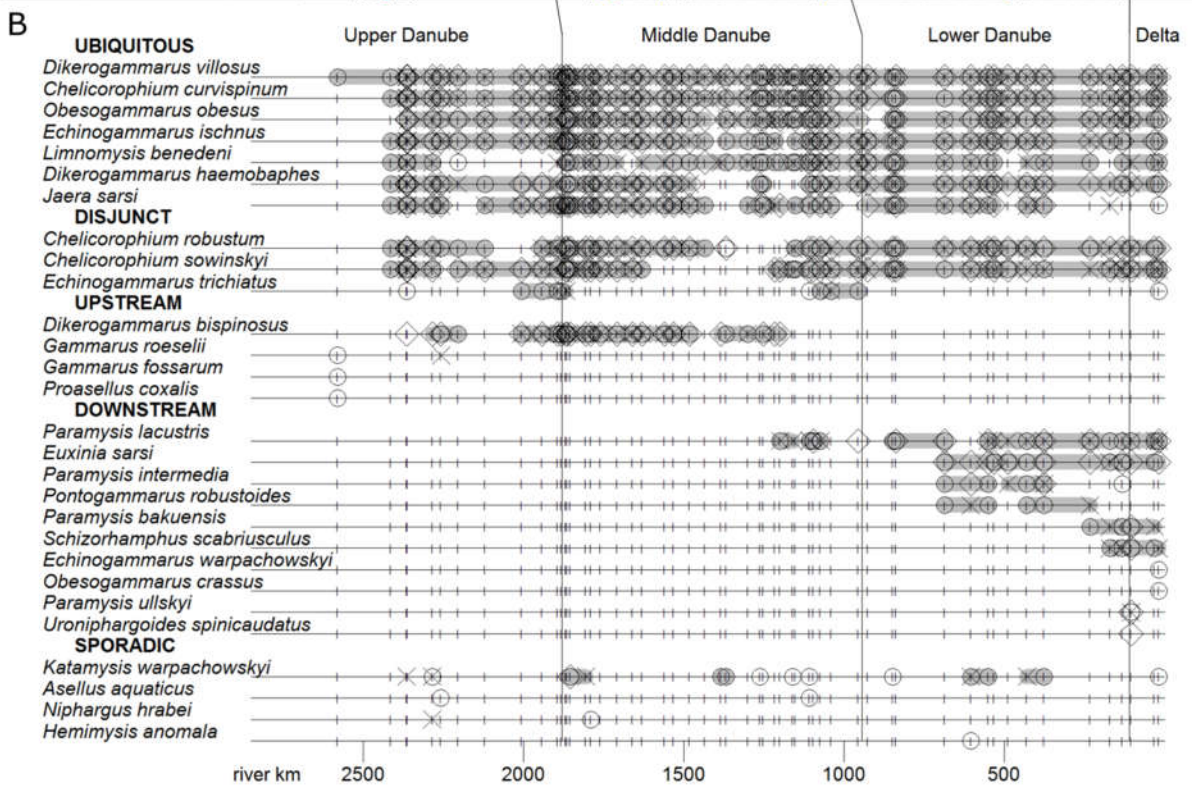 B
Upper Danube Middle Danube Lower Danube Delta
UBIQUITOUS
Dikerogammarus villosus
Chelicorophium curvispinum
Obesogammarus obesus
Echinogammarus ischnus
Limnomysis benedeni
Dikerogammarus haemobaphes
Jaera sarsi
DISJUNCT
Chelicorophium robustum
Chelicorophium sowinskyi
Echinogammarus trichiatus
UPSTREAM
Dikerogammarus bispinosus
Gammarus roeselii
Gammarus fossarum
Proasellus coxalis
DOWNSTREAM
Paramysis lacustris
Euxinia sarsi
Paramysis intermedia
Pontogammarus robustoides
Paramysis bakuensis
Schizorhamphus scabriusculus
Echinogammarus warpachowskyi
Obesogammarus crassus
Paramysis ullskyi
Uroniphargoides spinicaudatus
SPORADIC
Katamysis warpachowskyi
Asellus aquaticus
Niphargus hrabei
Hemimysis anomala
river km 2500 2000 1500 1000 500